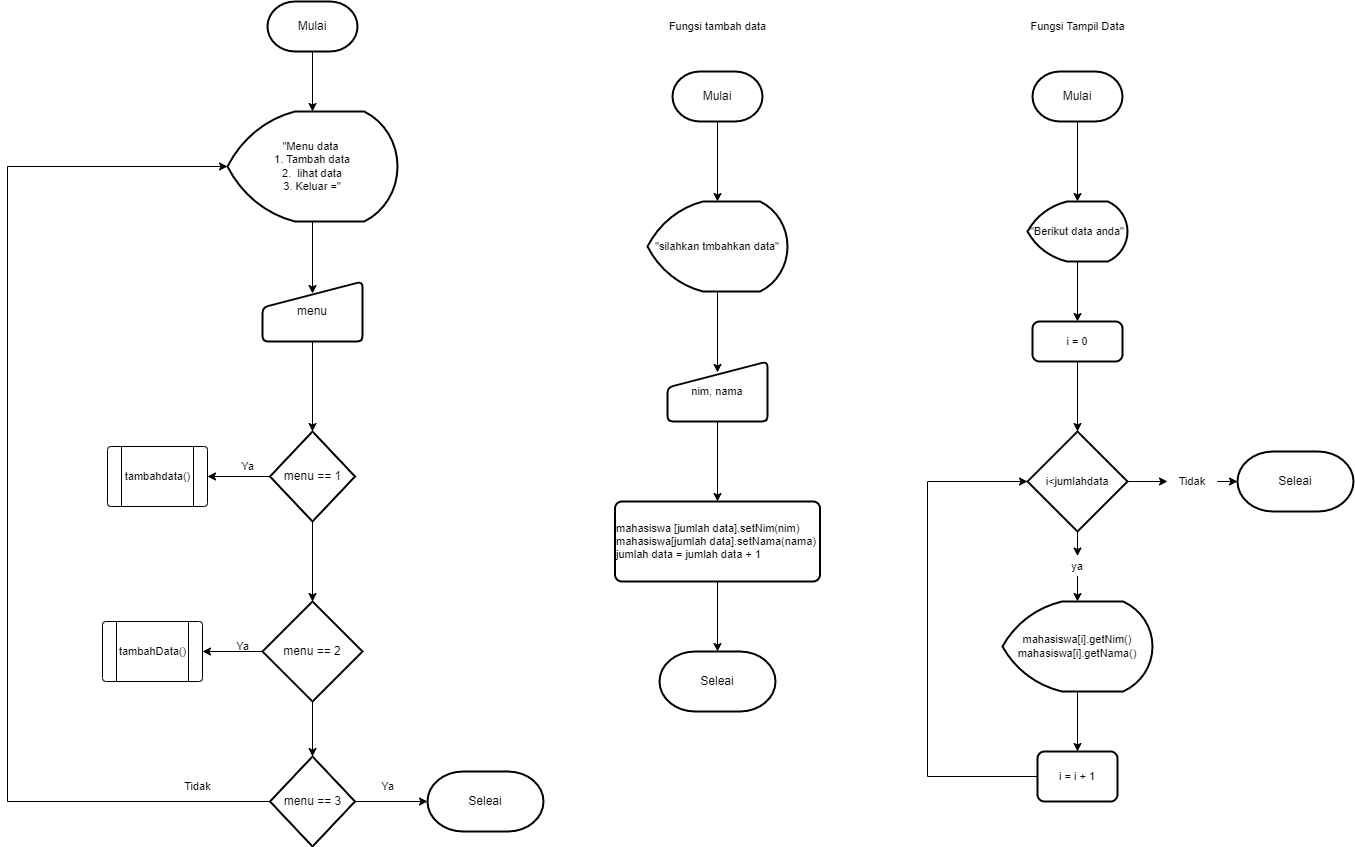 Mulai
"Menu data
1. Tambah data
2. lihat data
3. Keluar ="
menu
menu == 1
Ya
tambahdata()
menu == 2
Ya
tambahData()
menu == 3
Tidak
Ya
Seleai
Fungsi tambah data
Mulai
"silahkan tmbahkan data"
nim, nama
mahasiswa [jumlah data].setNim(nim)
mahasiswa[jumlah data].setNama(nama)
jumlah data = jumlah data + 1
Seleai
Fungsi Tampil Data
Mulai
"Berikut data anda"
i = 0
i<jumlahdata
Tidak
Seleai
ya
mahasiswa[i].getNim()
mahasiswa[i].getNama()
i = i + 1